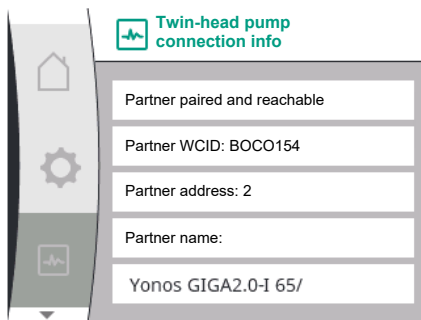 Twin-head pump
connection info
Partner paired and reachable
Partner WCID: BOCO154
Partner address: 2
Partner name:
Yonos GIGA2.0-I 65/